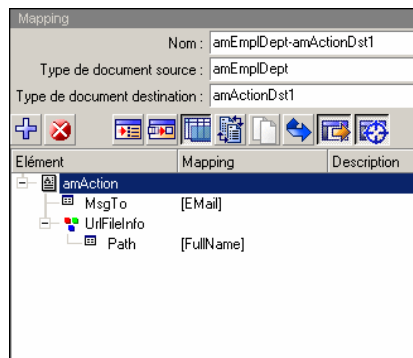 Mapping
Nom : amEmplDept-amActionDst1
Type de document source : amEmplDept
Type de document destination : amActionDst1
Elément Mapping Description
amAction
MsgTo [EMail]
UrlFileInfo
Path [FullName]